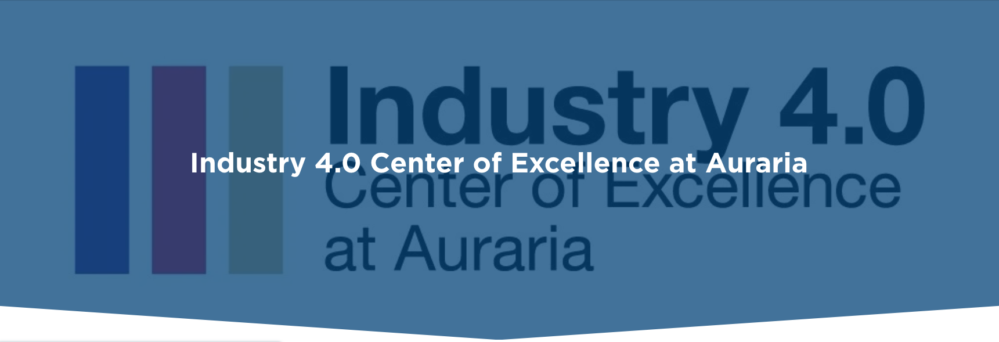 Industry 4.0
Industry 4.0 Center of Excellence at Auraria
Center of Excellence
at Auraria